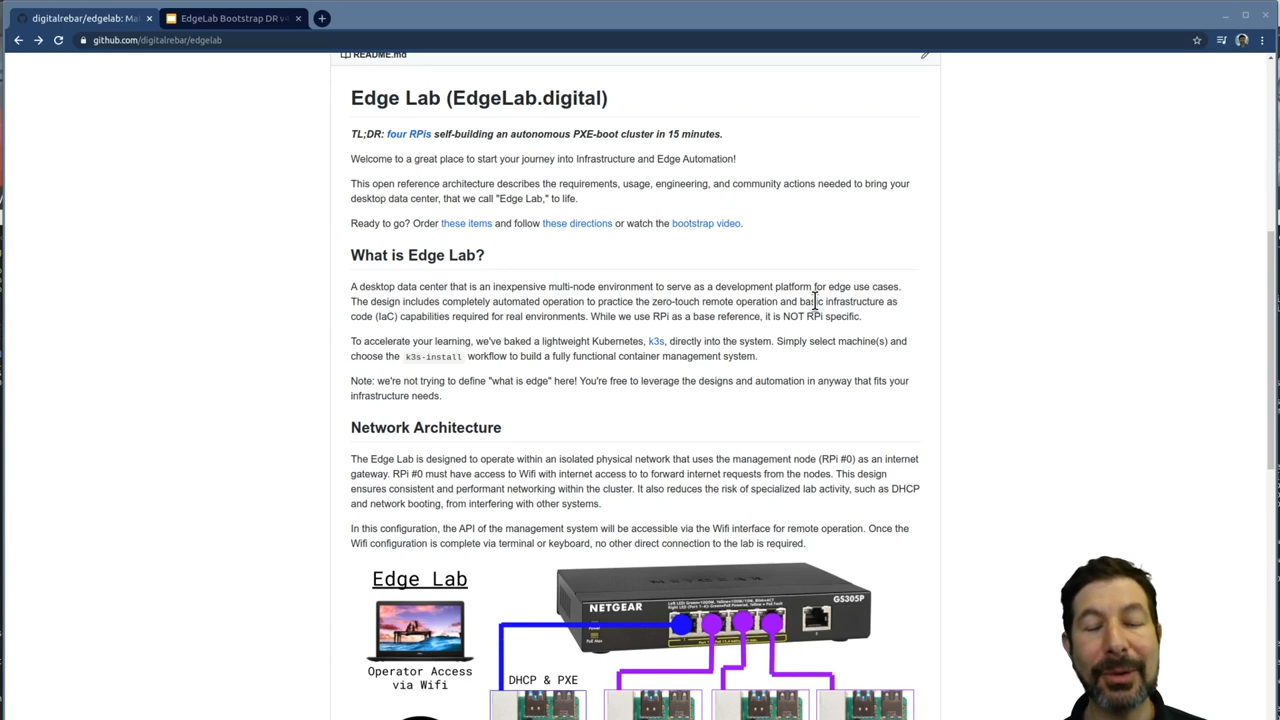 digitalrebar/edgelab: Ma
EdgeLab Bootstrap DR v4
github.com/digitalrebar/edgelab
README.md
Edge Lab (EdgeLab.digital)
TL;DR: four RPis self-building an autonomous PXE-boot cluster in 15 minutes.
Welcome to a great place to start your journey into Infrastructure and Edge Automation!
This open reference architecture describes the requirements, usage, engineering, and community actions needed to bring your
desktop data center, that we call "Edge Lab," to life.
Ready to go? Order these items and follow these directions or watch the bootstrap video.
What is Edge Lab?
A desktop data center that is an inexpensive multi-node environment to serve as a development platform for edge use cases.
The design includes completely automated operation to practice the zero-touch remote operation and basic infrastructure as
code (IaC) capabilities required for real environments. While we use RPi as a base reference, it is NOT RPi specific.
To accelerate your learning, we've baked a lightweight Kubernetes, k3s, directly into the system. Simply select machine(s) and
choose the k3s-install workflow to build a fully functional container management system.
Note: we're not trying to define "what is edge" here! You're free to leverage the designs and automation in anyway that fits your
infrastructure needs.
Network Architecture
The Edge Lab is designed to operate within an isolated physical network that uses the management node (RPi #0) as an internet
gateway. RPi #0 must have access to Wifi with internet access to to forward internet requests from the nodes. This design
ensures consistent and performant networking within the cluster. It also reduces the risk of specialized lab activity, such as DHCP
and network booting, from interfering with other systems.
In this configuration, the API of the management system will be accessible via the Wifi interface for remote operation. Once the
Wifi configuration is complete via terminal or keyboard, no other direct connection to the lab is required.
Edge Lab
NETGEAR
GS305P
Operator Access
via Wifi
DHCP & PXE